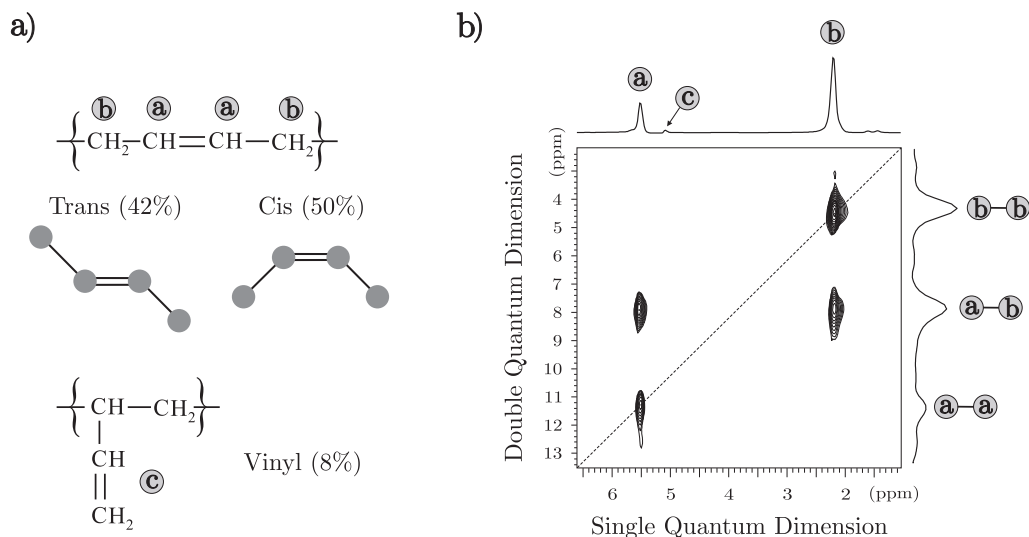 a)
b a a b
CH2 CH CH CH2
Trans (42%) Cis (50%)
CH CH2
CH
c
CH2
Vinyl (8%)
b)
b
a
c
(ppm)
4
5
6
7
8
9
10
11
12
13
Double Quantum Dimension
b b
a b
a a
6 5 4 3 2 (ppm)
Single Quantum Dimension